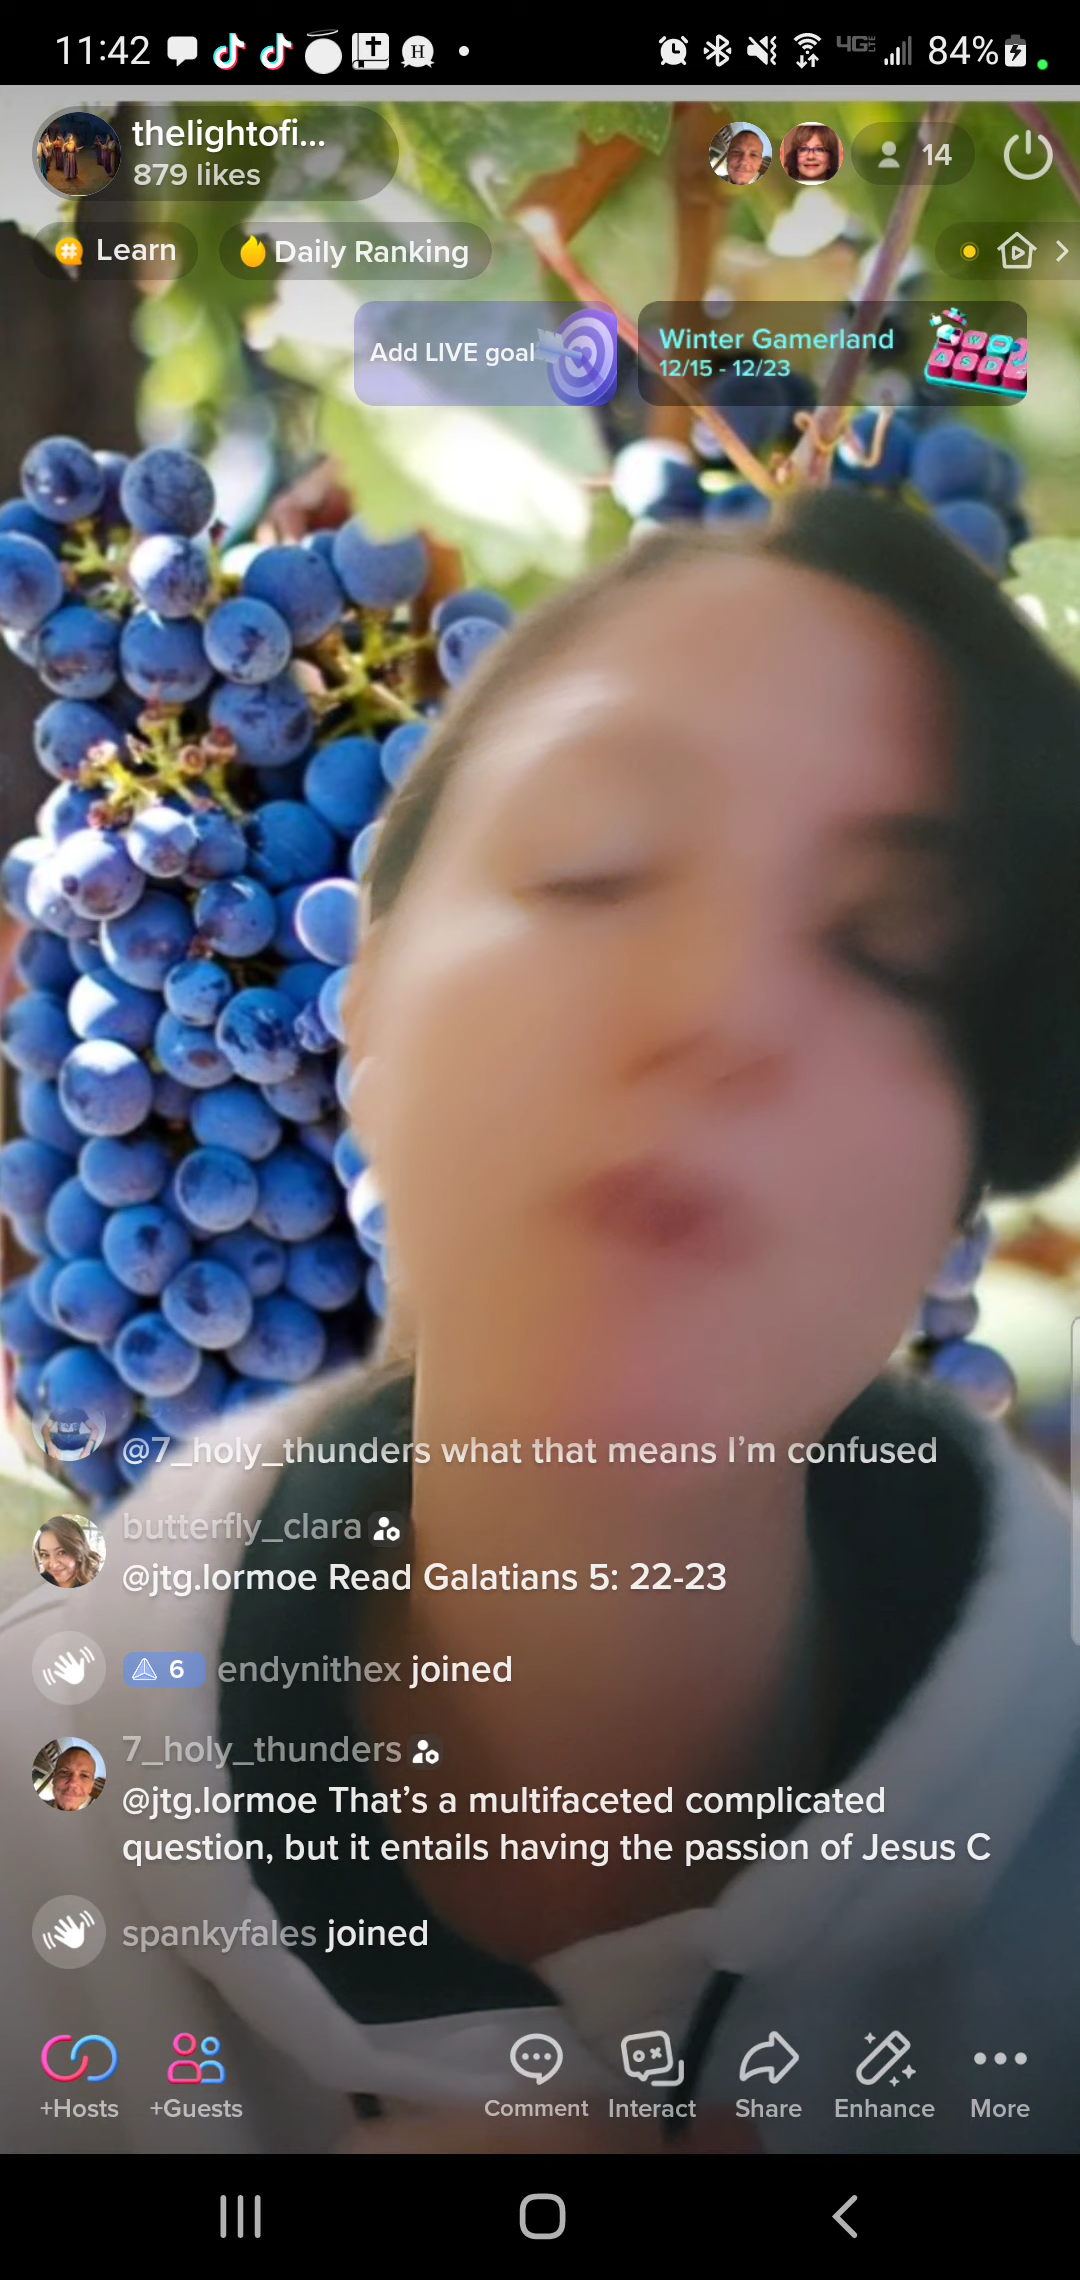 11:42
H
4G LTE
84%
thelightofi...
879 likes
14
Learn
Daily Ranking
Add LIVE goal
Winter Gamerland
12/15 - 12/23
W
A S D
@7_holy_thunders what that means I'm confused
butterfly_clara
@jtg.lormoe Read Galatians 5: 22-23
6 endynithex joined
7_holy_thunders
@jtg.lormoe That's a multifaceted complicated
question, but it entails having the passion of Jesus C
spankyfales joined
+Hosts
+Guests
Comment
Interact
Share
Enhance
More